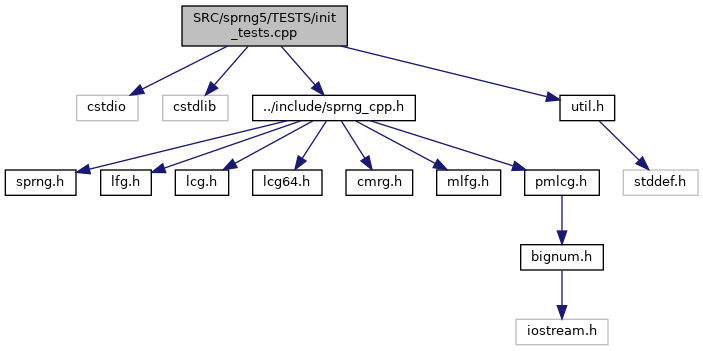 SRC/sprng5/TESTS/init
_tests.cpp
cstdio
cstdlib
../include/sprng_cpp.h
util.h
sprng.h
lfg.h
lcg.h
lcg64.h
cmrg.h
mlfg.h
pmlcg.h
stddef.h
bignum.h
iostream.h